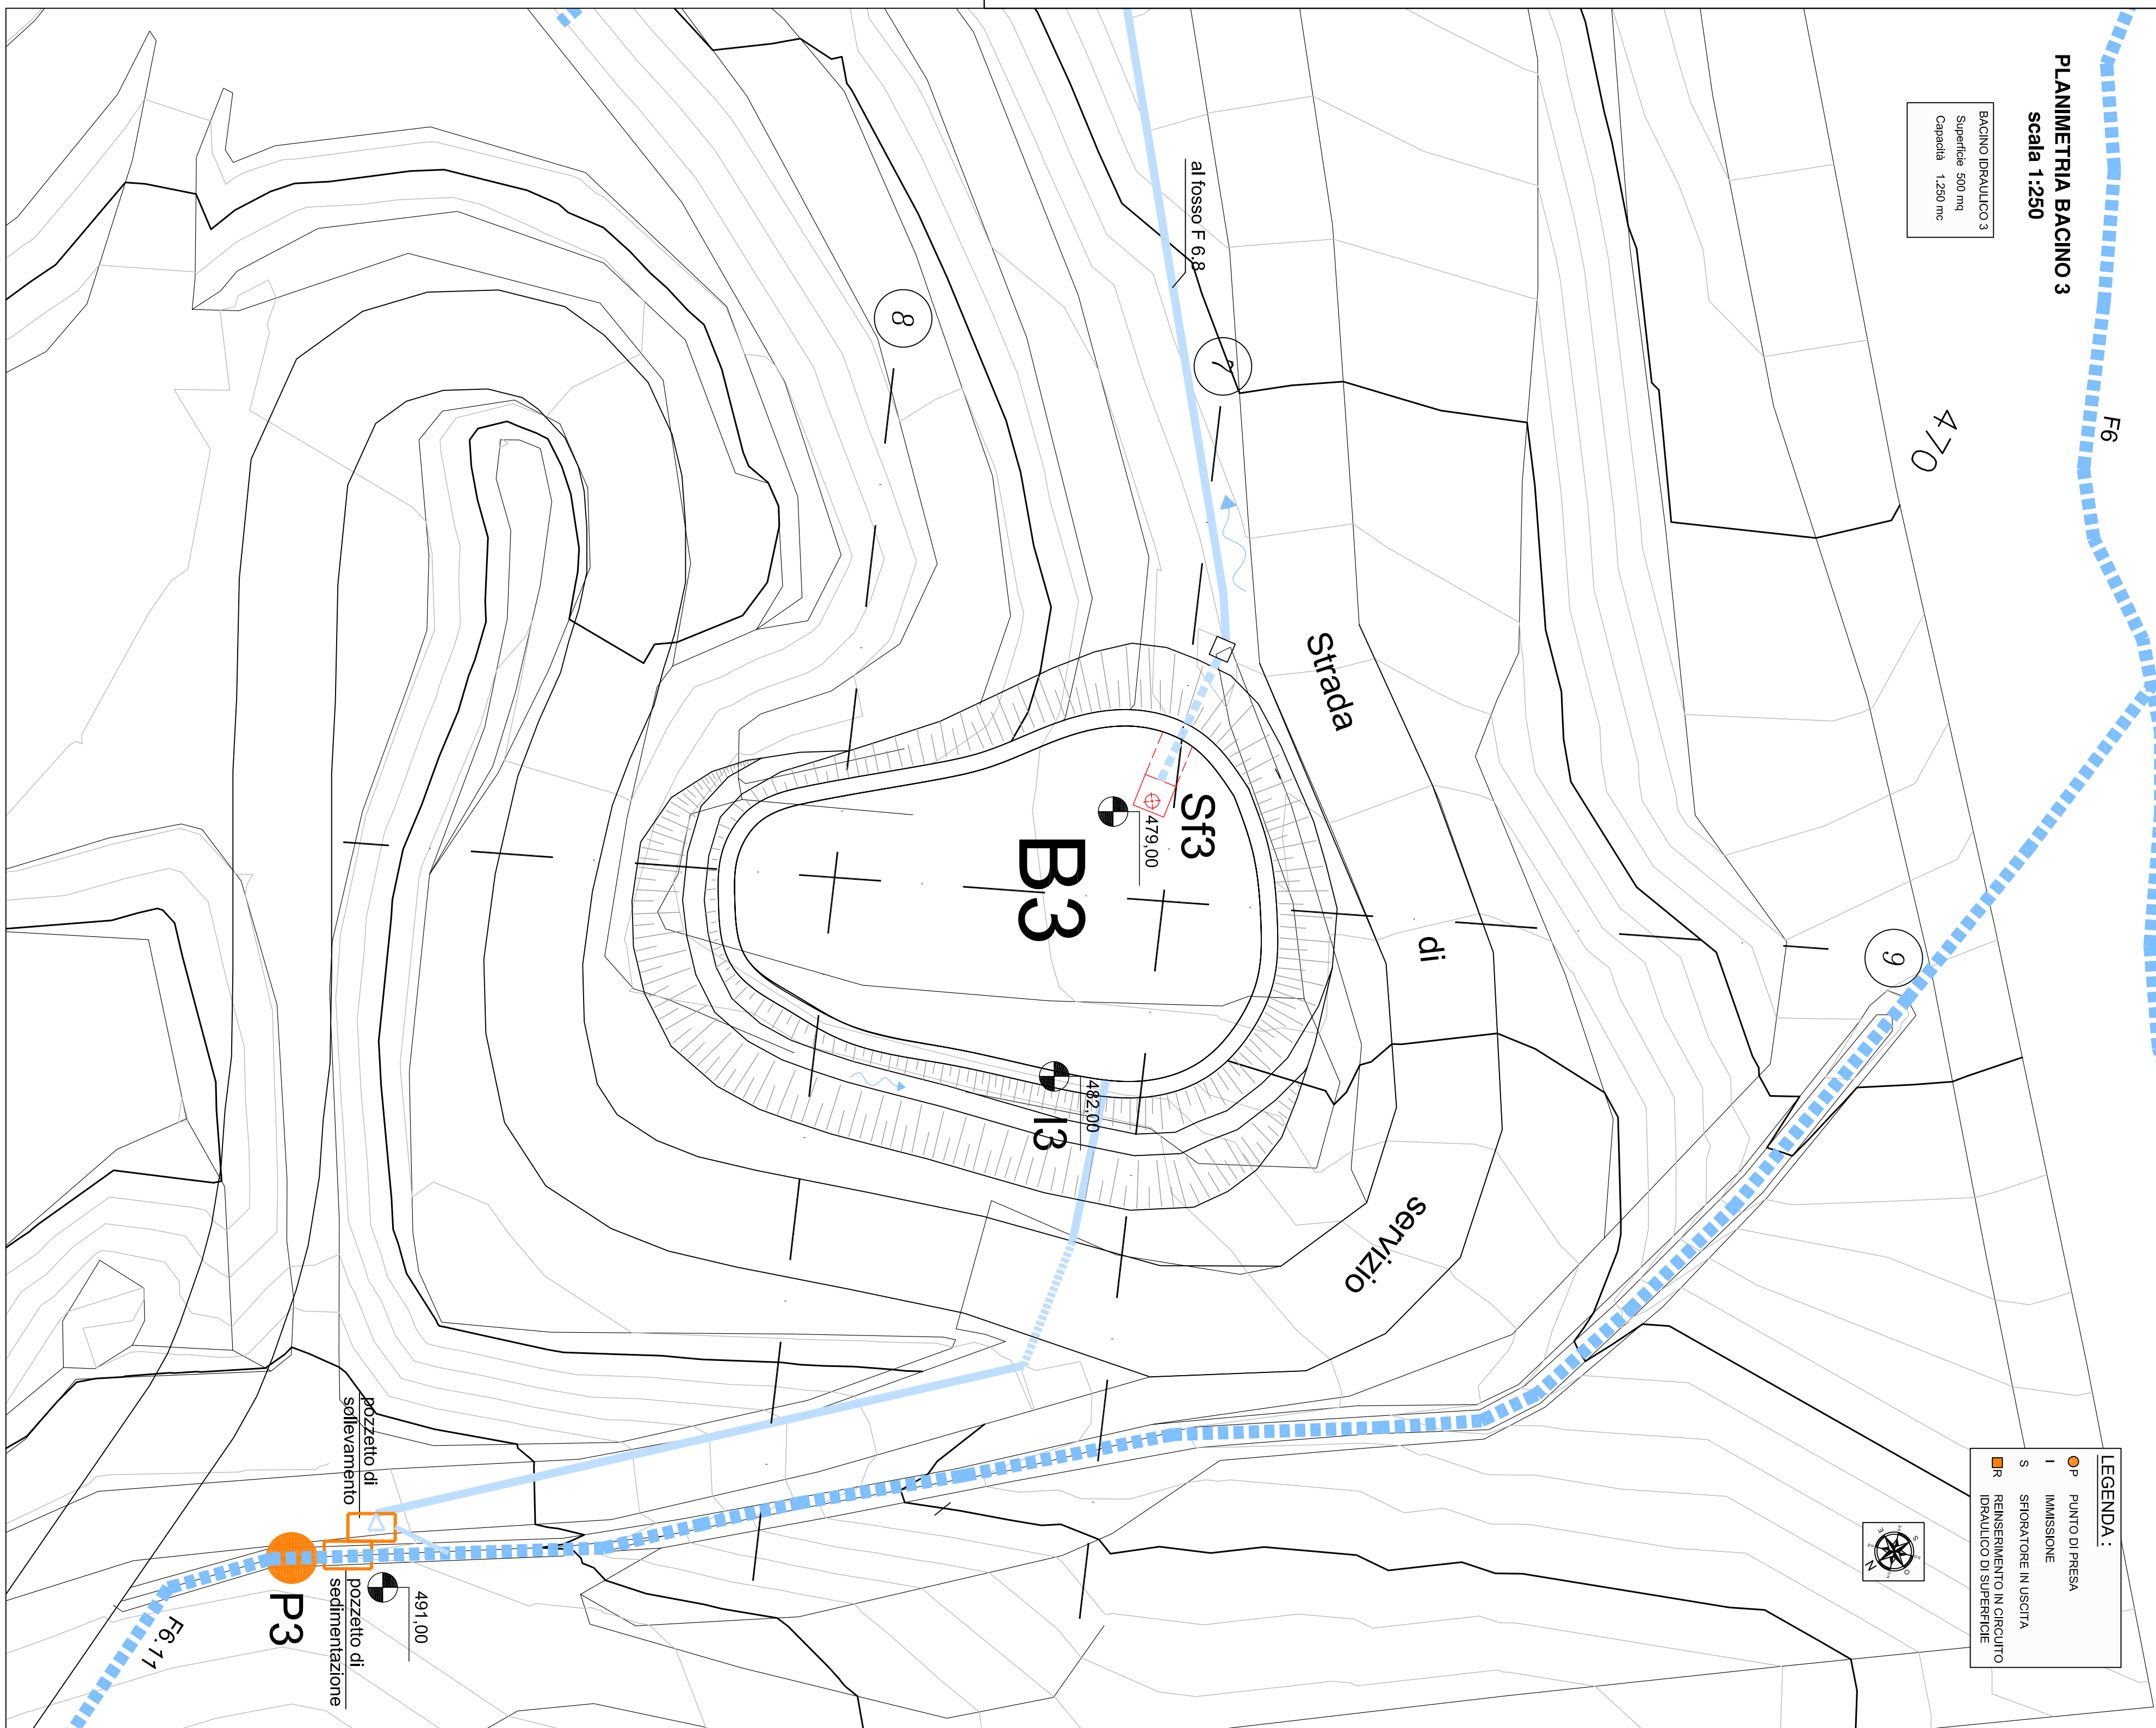 PLANIMETRIA BACINO 3
scala 1:250
BACINO IDRAULICO 3
Superficie 500 mq
Capacità 1.250 mc
F6
470
al fosso F 6.8
8
7
9
Strada
di
servizio
Sf3
479,00
B3
482,00
I3
pozzetto di
sollevamento
pozzetto di
sedimentazione
491,00
P3
F6.11
LEGENDA :
P PUNTO DI PRESA
I IMMISSIONE
S SFIORATORE IN USCITA
R REINSERIMENTO IN CIRCUITO
IDRAULICO DI SUPERFICIE
S
O
E
N